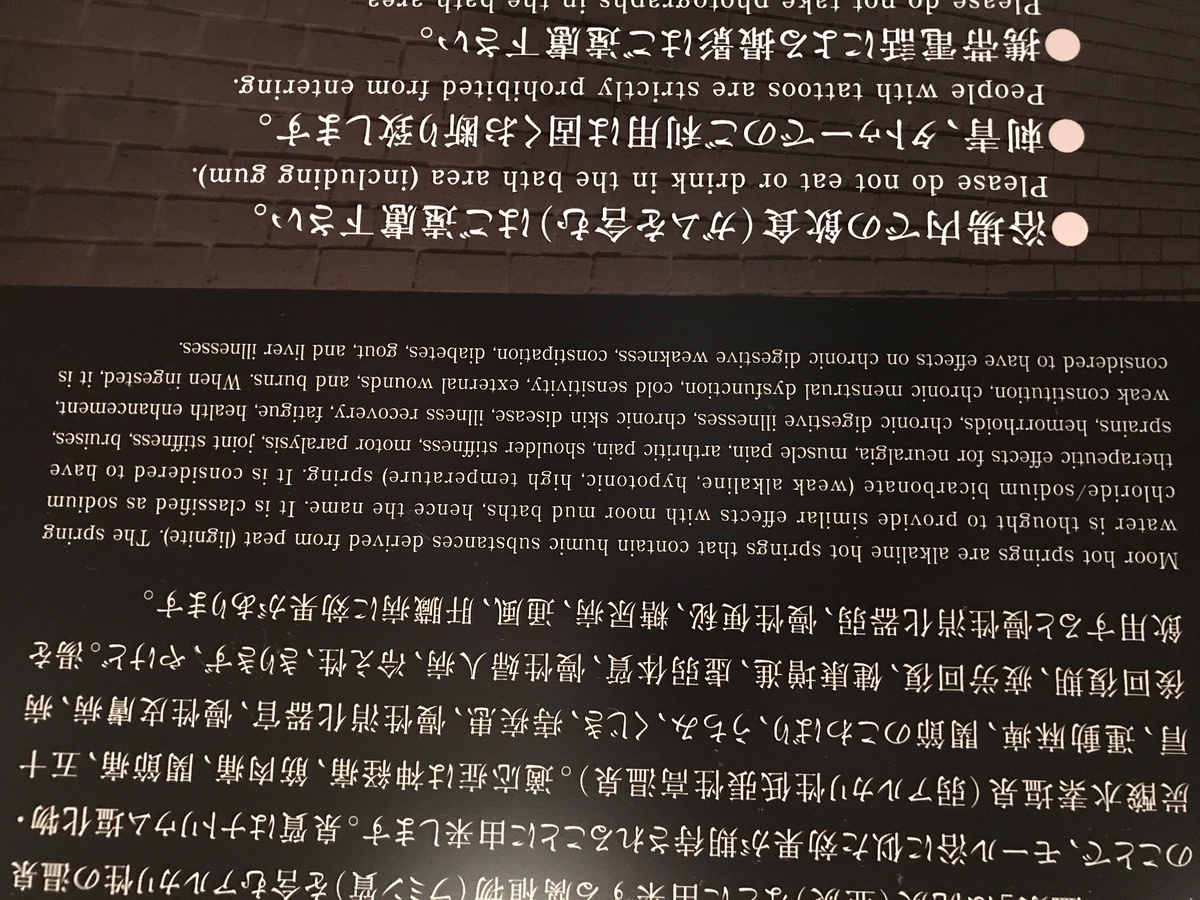 温泉」は泥炭(亜炭)などに由来する腐植物(フミン質)を含むアルカリ性の温泉
のことで、モール浴に似た効果が期待されることに由来します。泉質はナトリウム塩化物・
炭酸水素塩泉(弱アルカリ性低張性高温泉)。適応症は神経痛、筋肉痛、関節痛、五十
肩、運動麻痺、関節のこわばり、うちみ、くじき、痔疾患、慢性消化器官、慢性皮膚病、病
後回復期、疲労回復、健康増進、虚弱体質、慢性婦人病、冷え性、きりきず、やけど。湯を
飲用すると慢性消化器弱、慢性便秘、糖尿病、通風、肝臓病に効果があります。
Moor hot springs are alkaline hot springs that contain humic substances derived from peat (lignite). The spring
water is thought to provide similar effects with moor mud baths, hence the name. It is classified as sodium
chloride/sodium bicarbonate (weak alkaline, hypotonic, high temperature) spring. It is considered to have
therapeutic effects for neuralgia, muscle pain, arthritic pain, shoulder stiffness, motor paralysis, joint stiffness, bruises,
sprains, hemorrhoids, chronic digestive illnesses, chronic skin disease, illness recovery, fatigue, health enhancement,
weak constitution, chronic menstrual dysfunction, cold sensitivity, external wounds, and burns. When ingested, it is
considered to have effects on chronic digestive weakness, constipation, diabetes, gout, and liver illnesses.
●浴場内での飲食(ガムを含む)はご遠慮下さい。
Please do not eat or drink in the bath area (including gum).
●刺青、タトゥーでのご利用は固くお断り致します。
People with tattoos are strictly prohibited from entering.
●携帯電話による撮影はご遠慮下さい。
Please do not take photographs in the bath area.